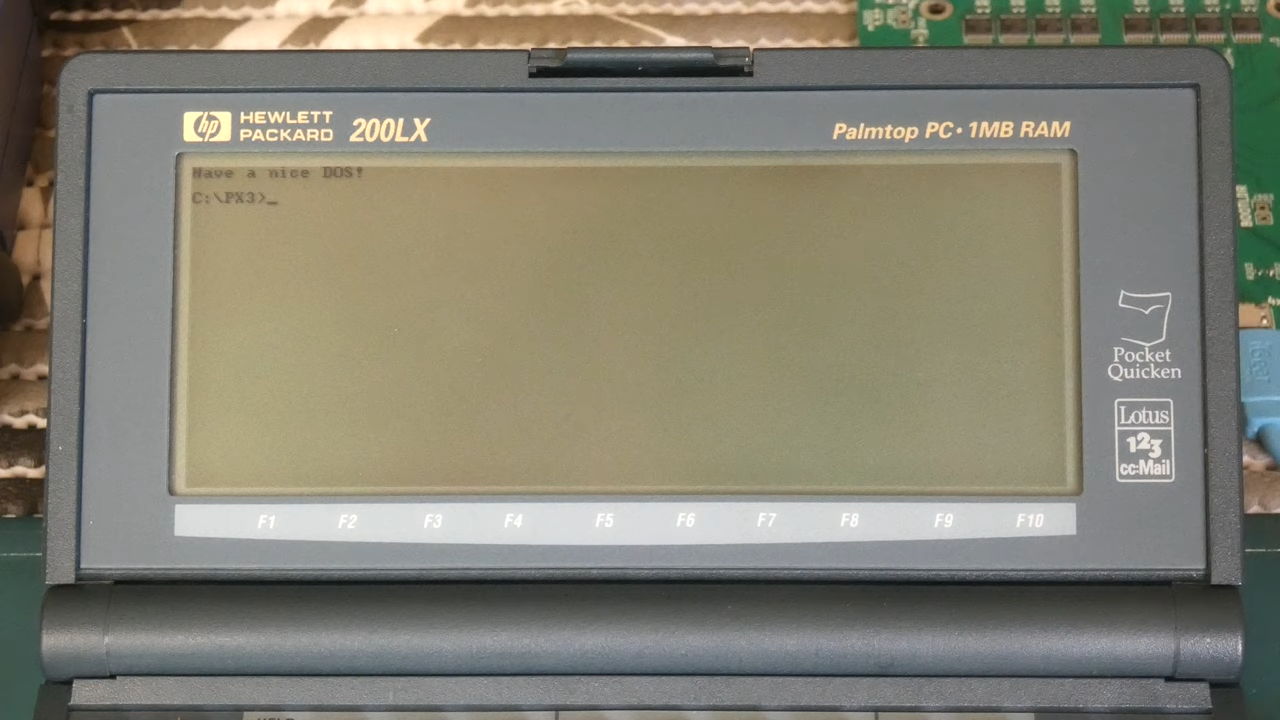 hp HEWLETT PACKARD 200LX
Palmtop PC • 1MB RAM
Have a nice DOS!
C:\PX3>_
Pocket
Quicken
Lotus
123
cc:Mail
F1 F2 F3 F4 F5 F6 F7 F8 F9 F10